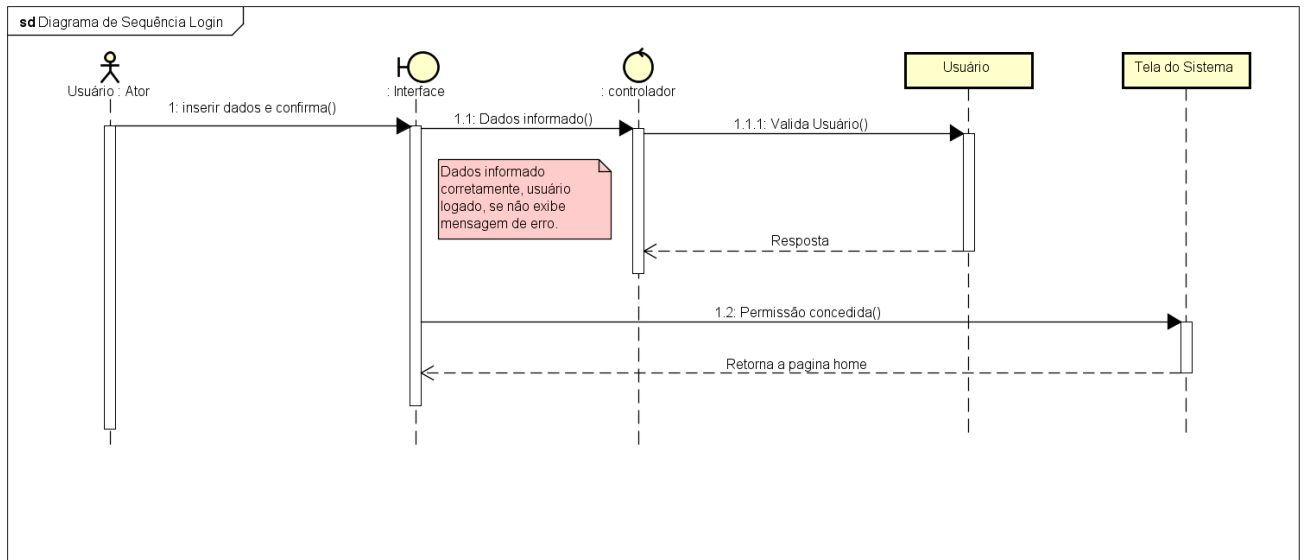 sd Diagrama de Sequência Login
Usuário : Ator
: Interface
: controlador
Usuário
Tela do Sistema
1: inserir dados e confirma()
1.1: Dados informado()
1.1.1: Valida Usuário()
Dados informado
corretamente, usuário
logado, se não exibe
mensagem de erro.
Resposta
1.2: Permissão concedida()
Retorna a pagina home